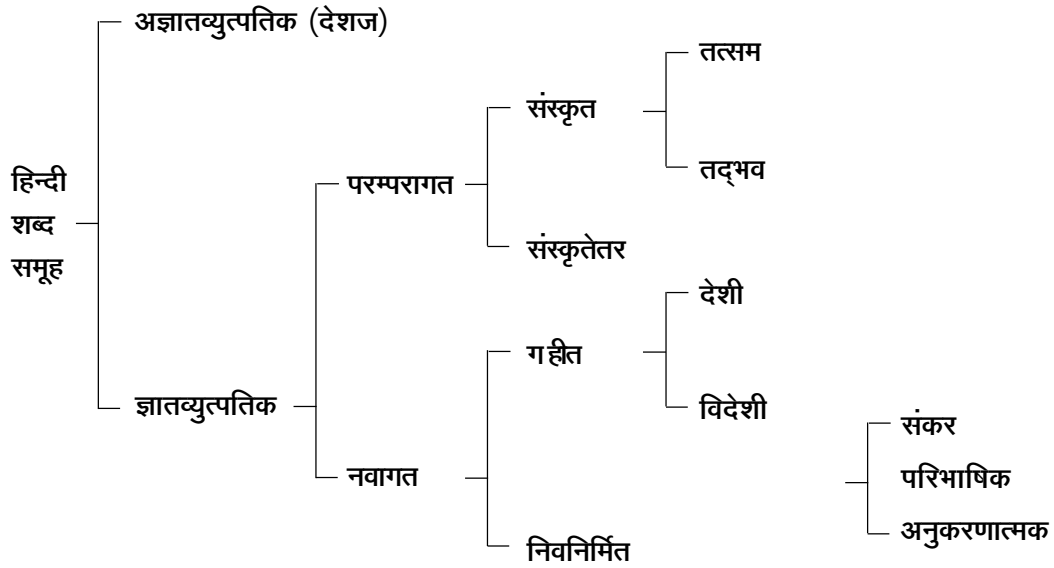 अज्ञातव्युत्पतिक (देशज)
तत्सम
संस्कृत
तद्‌भव
हिन्दी
शब्द
समूह
परम्परागत
संस्कृतेतर
देशी
ग हीत
ज्ञातव्युत्पतिक
विदेशी
संकर
नवागत
परिभाषिक
अनुकरणात्मक
निवनिर्मित